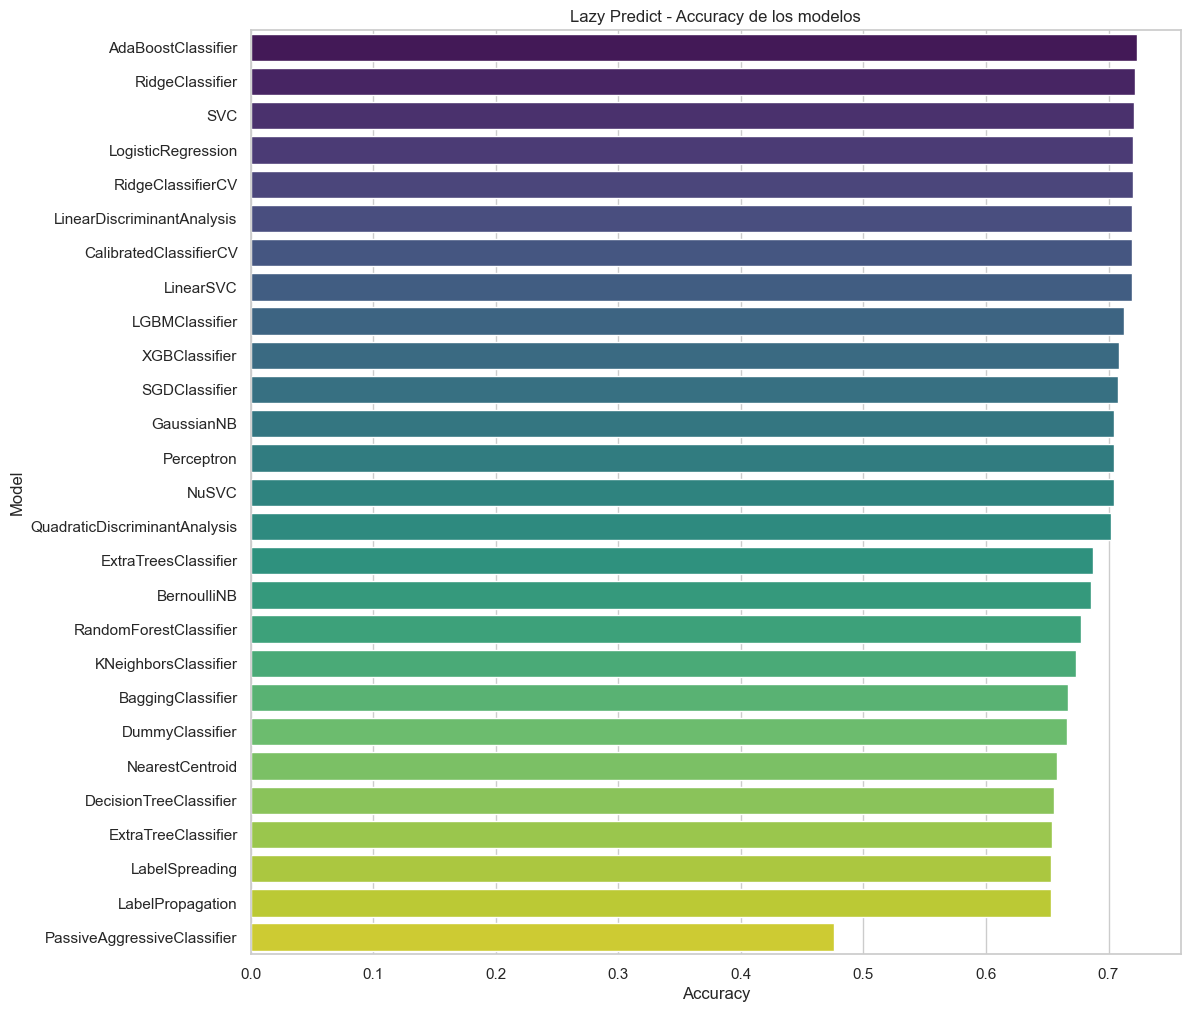 Lazy Predict - Accuracy de los modelos
AdaBoostClassifier
RidgeClassifier
SVC
LogisticRegression
RidgeClassifierCV
LinearDiscriminantAnalysis
CalibratedClassifierCV
LinearSVC
LGBMClassifier
XGBClassifier
SGDClassifier
GaussianNB
Perceptron
NuSVC
QuadraticDiscriminantAnalysis
ExtraTreesClassifier
BernoulliNB
RandomForestClassifier
KNeighborsClassifier
BaggingClassifier
DummyClassifier
NearestCentroid
DecisionTreeClassifier
ExtraTreeClassifier
LabelSpreading
LabelPropagation
PassiveAggressiveClassifier
Model
0.0 0.1 0.2 0.3 0.4 0.5 0.6 0.7
Accuracy